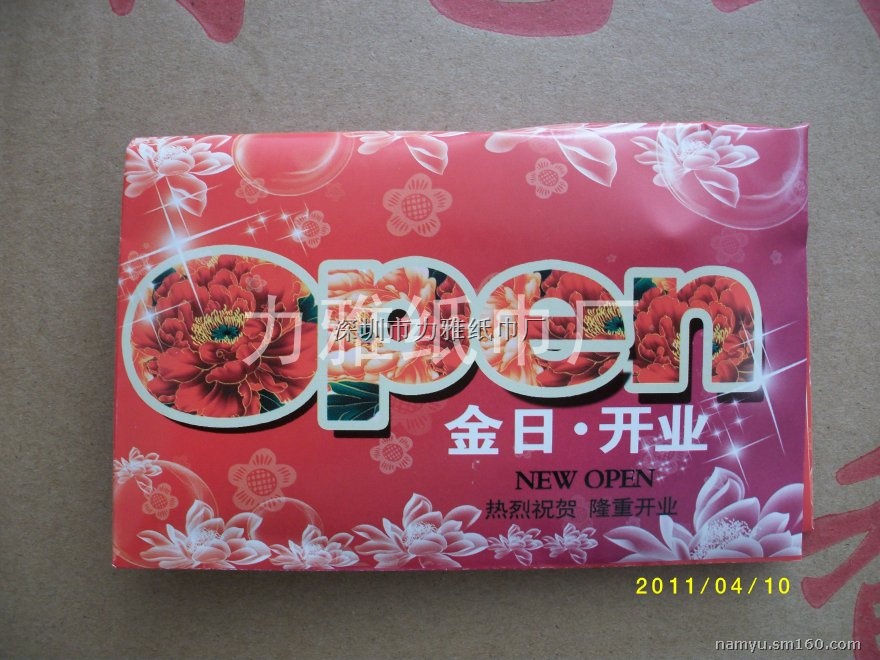 open
力雅纸巾厂
深圳市力雅纸巾厂
金日·开业
NEW OPEN
热烈祝贺 隆重开业
2011/04/10
namyu.sm160.com